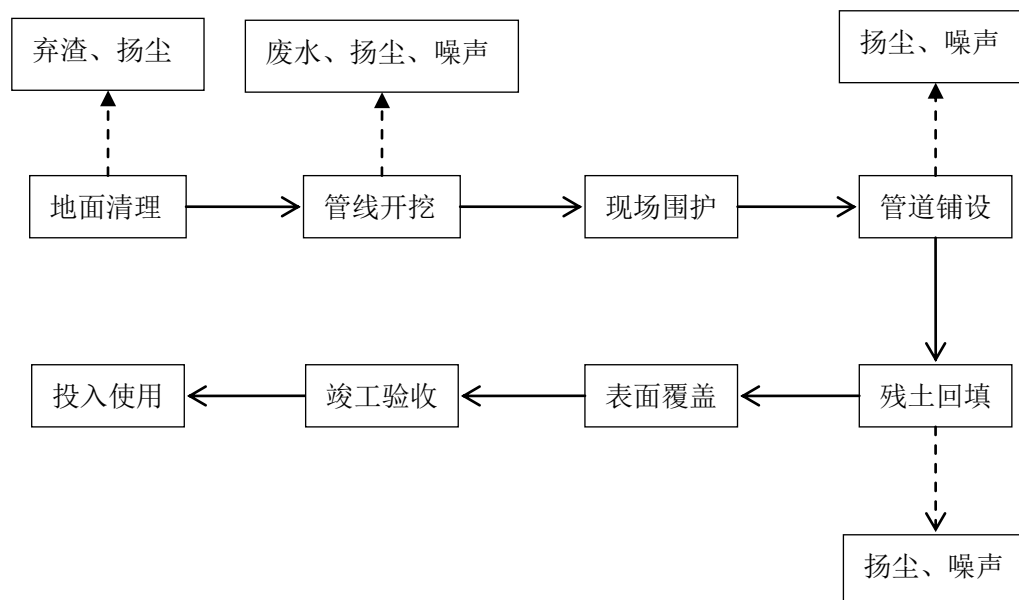 弃渣、扬尘
废水、扬尘、噪声
扬尘、噪声
地面清理
管线开挖
现场围护
管道铺设
投入使用
竣工验收
表面覆盖
残土回填
扬尘、噪声